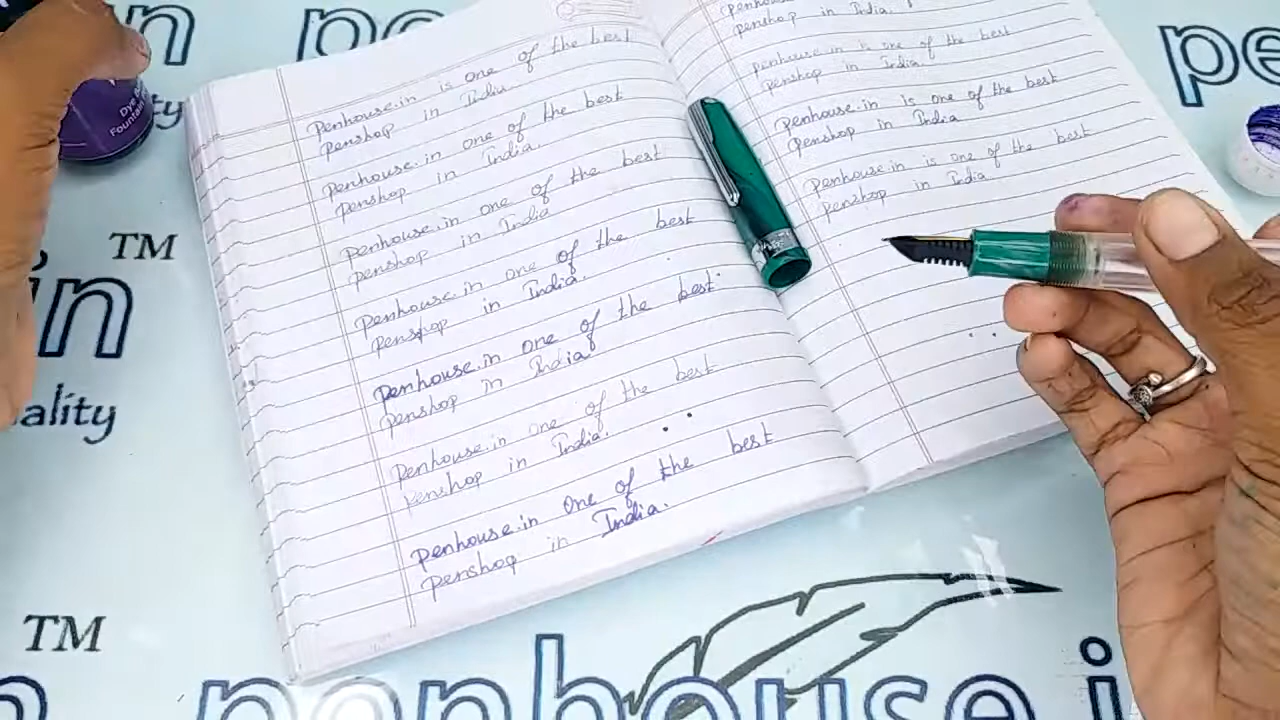 penhouse.in is one of the best
penshop in India.
penhouse.in one of the best
penshop in India.
penhouse.in one of the best
penshop in India
penhouse.in one of the best
penshop in India
penhouse.in one of the best
penshop in India
penhouse.in one of the best
penshop in India.
penhouse.in one of the best
penshop in India.
penshop in India.
penhouse.in is one of the best
penshop in India
penhouse.in is one of the best
penshop in India
penhouse.in is one of the best
penshop in India
Dye
Fountain
TM
in
ality
TM
penhouse.i
pen
pe